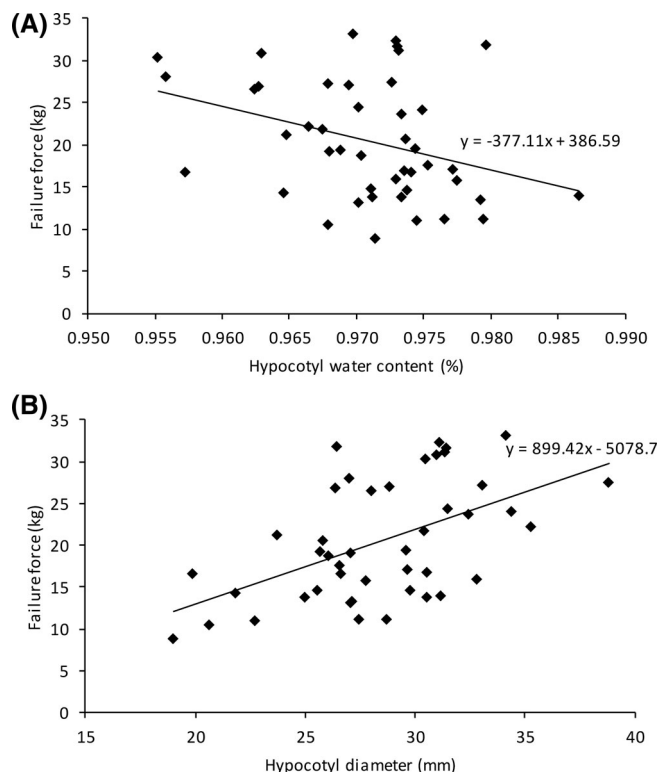 (A)
35
30
25
20
15
10
5
0
Failure force (kg)
y = -377.11x + 386.59
0.950 0.955 0.960 0.965 0.970 0.975 0.980 0.985 0.990
Hypocotyl water content (%)
(B)
35
30
25
20
15
10
5
0
Failure force (kg)
y = 899.42x - 5078.7
15 20 25 30 35 40
Hypocotyl diameter (mm)